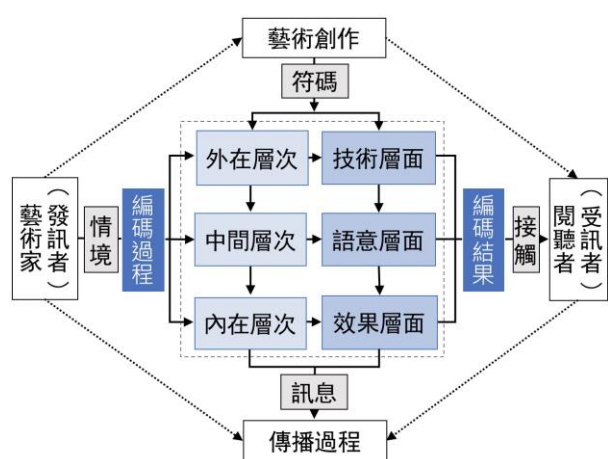 藝術創作
符碼
外在層次
技術層面
藝術家
（發訊者）
情境
編碼過程
中間層次
語意層面
編碼結果
接觸
閱聽者
（受訊者）
內在層次
效果層面
訊息
傳播過程